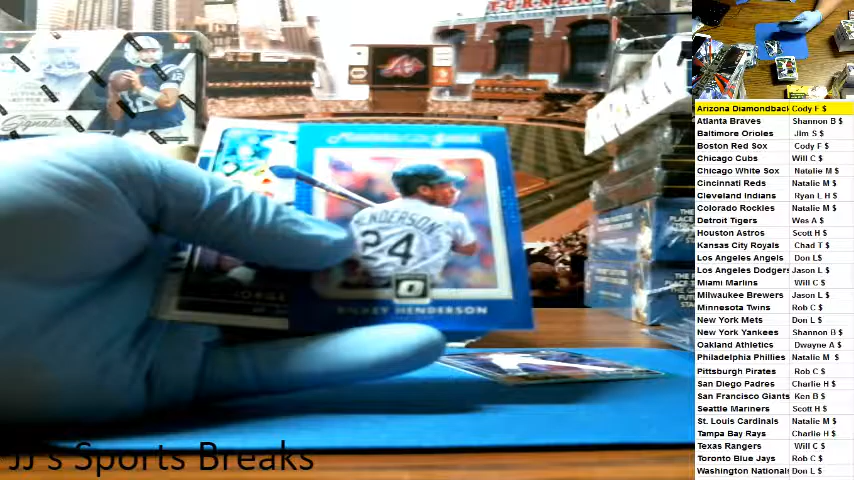 TURNER
Signatures
HENDERSON
24
RICKEY HENDERSON
JJ's Sports Breaks
Arizona Diamondback Cody F $
Atlanta Braves Shannon B $
Baltimore Orioles Jim S $
Boston Red Sox Cody F $
Chicago Cubs Will C $
Chicago White Sox Natalie M $
Cincinnati Reds Natalie M $
Cleveland Indians Ryan L H $
Colorado Rockies Natalie M $
Detroit Tigers Wes A $
Houston Astros Scott H $
Kansas City Royals Chad T $
Los Angeles Angels Don L$
Los Angeles Dodgers Jason L $
Miami Marlins Will C $
Milwaukee Brewers Jason L $
Minnesota Twins Rob C $
New York Mets Don L $
New York Yankees Shannon B $
Oakland Athletics Dwayne A $
Philadelphia Phillies Natalie M $
Pittsburgh Pirates Rob C $
San Diego Padres Charlie H $
San Francisco Giants Ken B $
Seattle Mariners Scott H $
St. Louis Cardinals Natalie M $
Tampa Bay Rays Charlie H $
Texas Rangers Will C $
Toronto Blue Jays Rob C $
Washington National Don L $